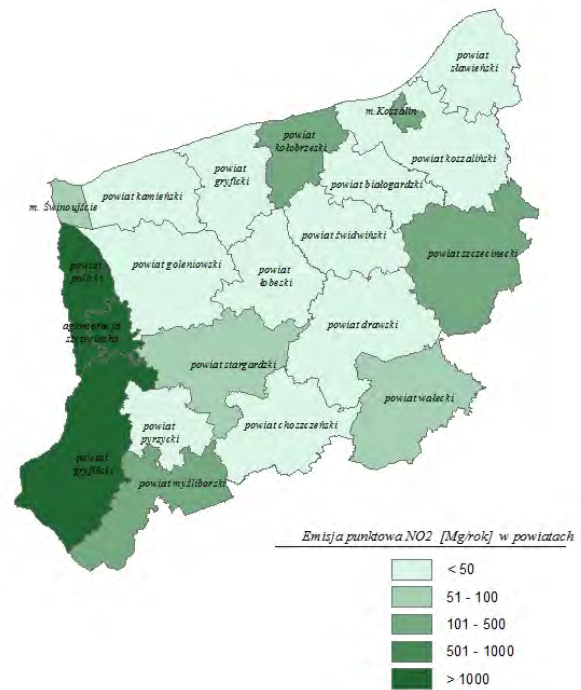 powiat
sławieński
m.Koszalin
powiat
kołobrzeski
powiat koszaliński
powiat
gryficki
powiat białogardzki
powiat kamieński
m. Świnoujście
powiat świdwiński
powiat szczecinecki
powiat goleniowski
powiat
łobeski
powiat
policki
aglomeracja
szczecińska
powiat drawski
powiat stargardzki
powiat wałecki
powiat
pyrzycki
powiat choszczeński
powiat
gryfiński
powiat myśliborski
Emisja punktowa NO2 [Mg/rok] w powiatach
< 50
51 - 100
101 - 500
501 - 1000
> 1000